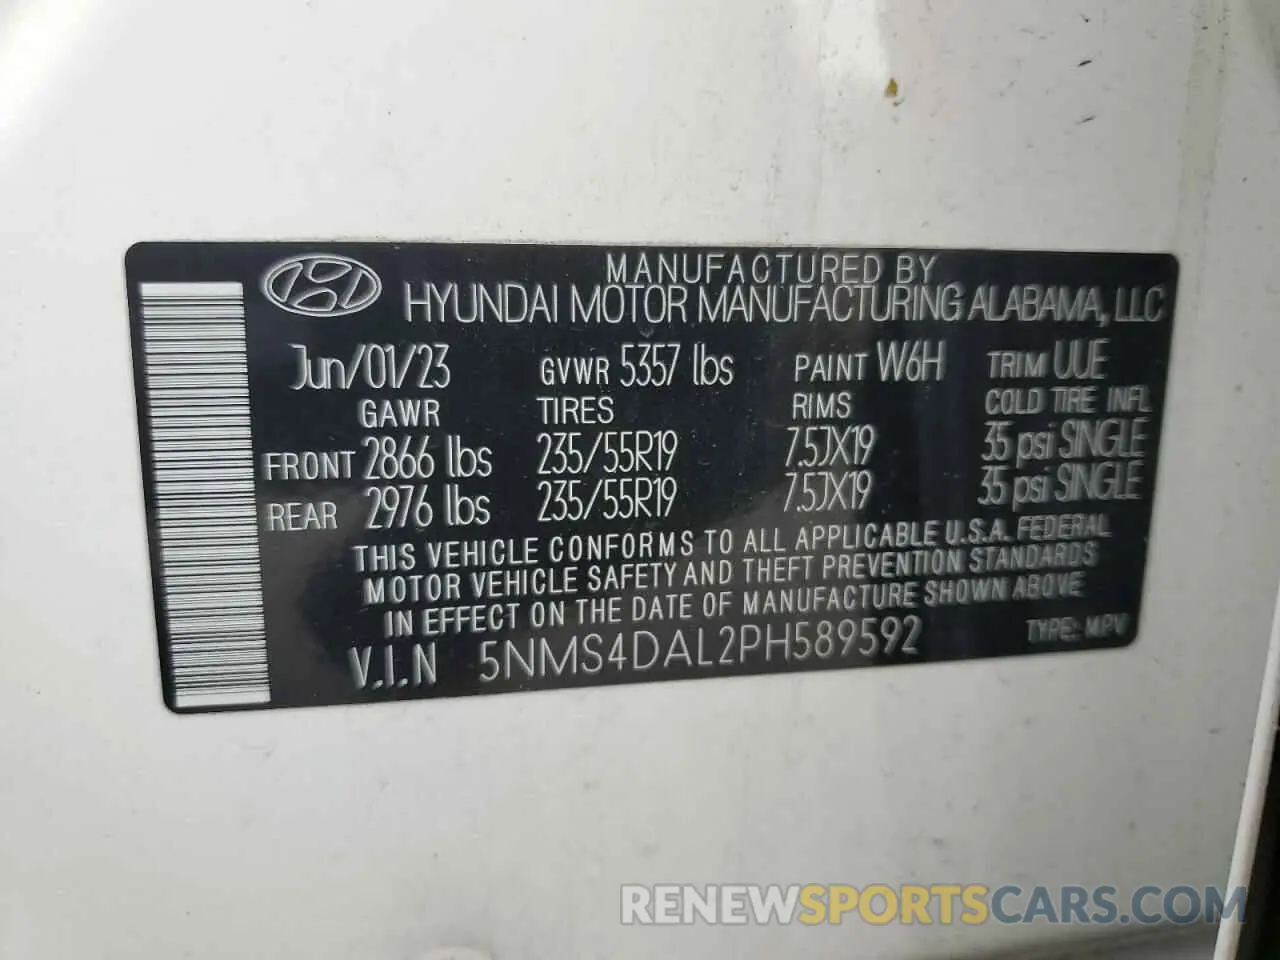 MANUFACTURED BY
HYUNDAI MOTOR MANUFACTURING ALABAMA, LLC
Jun/01/23 GVWR 5357 lbs PAINT W6H TRIM UUE
GAWR TIRES RIMS COLD TIRE INFL
FRONT 2866 lbs 235/55R19 7.5JX19 35 psi SINGLE
REAR 2976 lbs 235/55R19 7.5JX19 35 psi SINGLE
THIS VEHICLE CONFORMS TO ALL APPLICABLE U.S.A. FEDERAL
MOTOR VEHICLE SAFETY AND THEFT PREVENTION STANDARDS
IN EFFECT ON THE DATE OF MANUFACTURE SHOWN ABOVE
V.I.N 5NMS4DAL2PH589592 TYPE: MPV
RENEWSPORTSCARS.COM